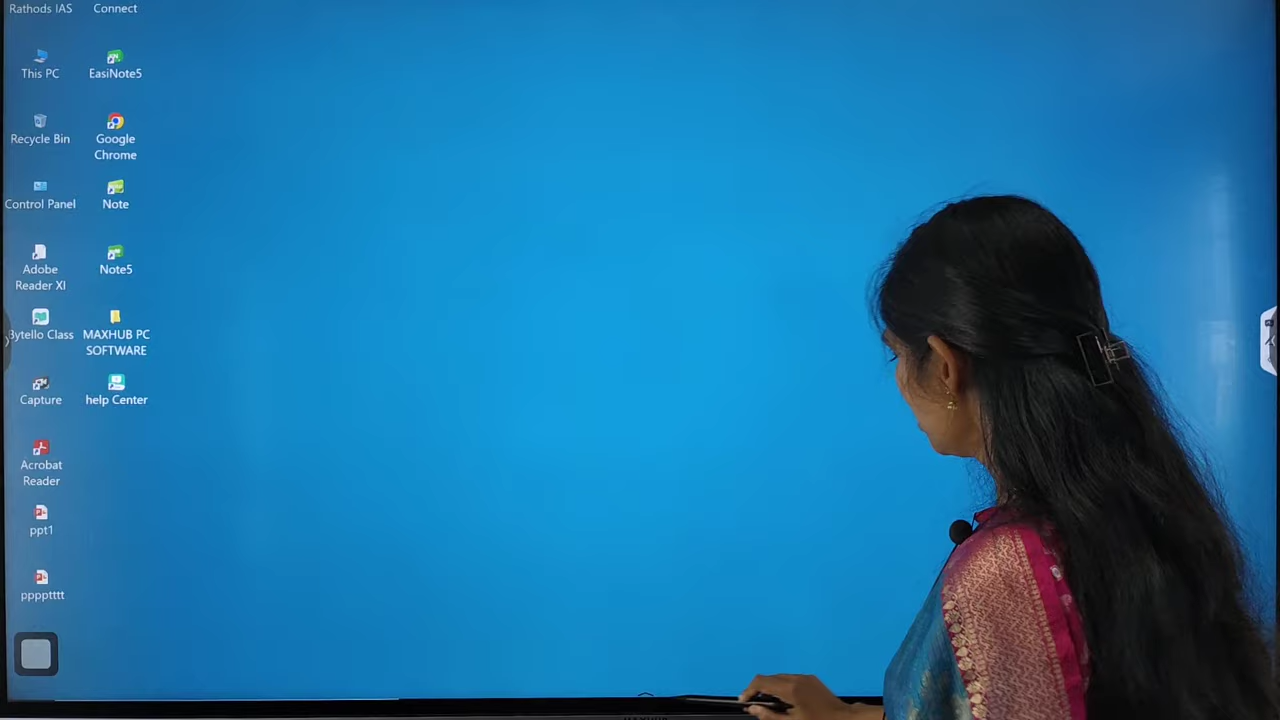 Rathods IAS
Connect
This PC
EasiNote5
Recycle Bin
Google
Chrome
Control Panel
Note
Adobe
Reader XI
Note5
Bytello Class
MAXHUB PC
SOFTWARE
Capture
help Center
Acrobat
Reader
ppt1
pppptttt